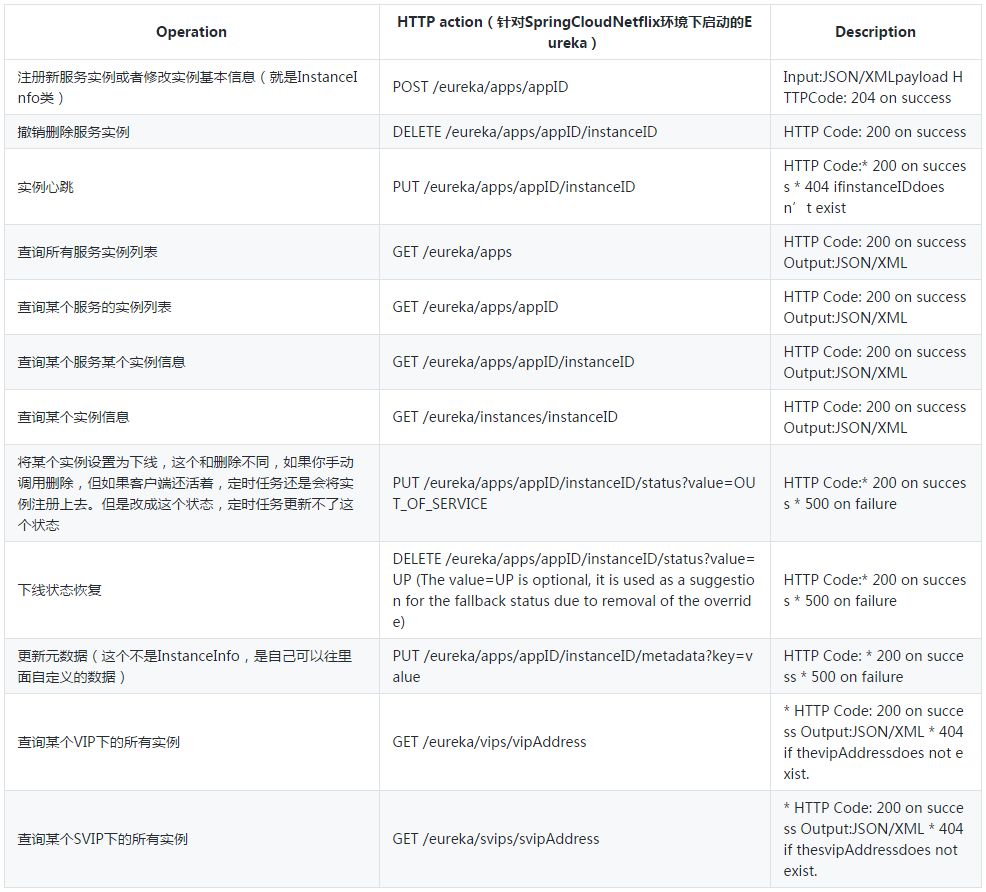 Operation
HTTP action（针对SpringCloudNetflix环境下启动的E
ureka）
Description
注册新服务实例或者修改实例基本信息（就是InstanceI
nfo类）
POST /eureka/apps/appID
Input:JSON/XMLpayload H
TTPCode: 204 on success
撤销删除服务实例
DELETE /eureka/apps/appID/instanceID
HTTP Code: 200 on success
实例心跳
PUT /eureka/apps/appID/instanceID
HTTP Code:* 200 on succes
s * 404 ifinstanceIDdoes
n’t exist
查询所有服务实例列表
GET /eureka/apps
HTTP Code: 200 on success
Output:JSON/XML
查询某个服务的实例列表
GET /eureka/apps/appID
HTTP Code: 200 on success
Output:JSON/XML
查询某个服务某个实例信息
GET /eureka/apps/appID/instanceID
HTTP Code: 200 on success
Output:JSON/XML
查询某个实例信息
GET /eureka/instances/instanceID
HTTP Code: 200 on success
Output:JSON/XML
将某个实例设置为下线，这个和删除不同，如果你手动
调用删除，但如果客户端还活着，定时任务还是会将实
例注册上去。但是改成这个状态，定时任务更新不了这
个状态
PUT /eureka/apps/appID/instanceID/status?value=OU
T_OF_SERVICE
HTTP Code:* 200 on succes
s * 500 on failure
下线状态恢复
DELETE /eureka/apps/appID/instanceID/status?value=
UP (The value=UP is optional, it is used as a suggestio
n for the fallback status due to removal of the overrid
e)
HTTP Code:* 200 on succes
s * 500 on failure
更新元数据（这个不是InstanceInfo，是自己可以往里
面自定义的数据）
PUT /eureka/apps/appID/instanceID/metadata?key=v
alue
HTTP Code: * 200 on succe
ss * 500 on failure
查询某个VIP下的所有实例
GET /eureka/vips/vipAddress
* HTTP Code: 200 on succe
ss Output:JSON/XML * 404
if thevipAddressdoes not e
xist.
查询某个SVIP下的所有实例
GET /eureka/svips/svipAddress
* HTTP Code: 200 on succe
ss Output:JSON/XML * 404
if thesvipAddressdoes not
exist.